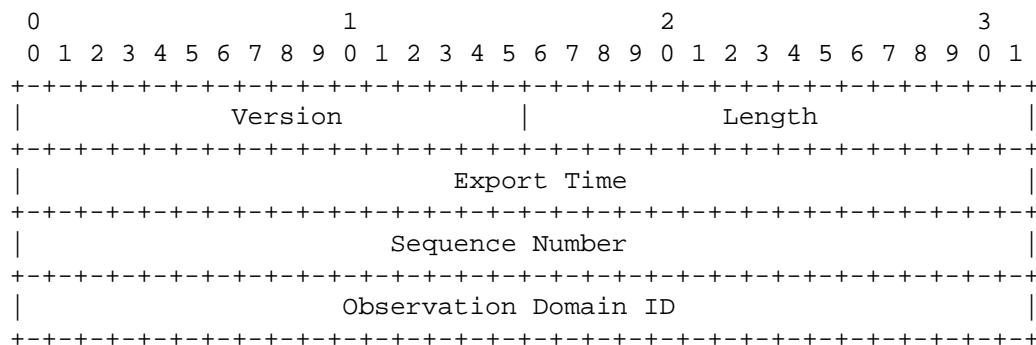 0                   1                   2                   3
 0 1 2 3 4 5 6 7 8 9 0 1 2 3 4 5 6 7 8 9 0 1 2 3 4 5 6 7 8 9 0 1
+-+-+-+-+-+-+-+-+-+-+-+-+-+-+-+-+-+-+-+-+-+-+-+-+-+-+-+-+-+-+-+-+
|             Version           |            Length             |
+-+-+-+-+-+-+-+-+-+-+-+-+-+-+-+-+-+-+-+-+-+-+-+-+-+-+-+-+-+-+-+-+
|                           Export Time                         |
+-+-+-+-+-+-+-+-+-+-+-+-+-+-+-+-+-+-+-+-+-+-+-+-+-+-+-+-+-+-+-+-+
|                       Sequence Number                         |
+-+-+-+-+-+-+-+-+-+-+-+-+-+-+-+-+-+-+-+-+-+-+-+-+-+-+-+-+-+-+-+-+
|                    Observation Domain ID                      |
+-+-+-+-+-+-+-+-+-+-+-+-+-+-+-+-+-+-+-+-+-+-+-+-+-+-+-+-+-+-+-+-+